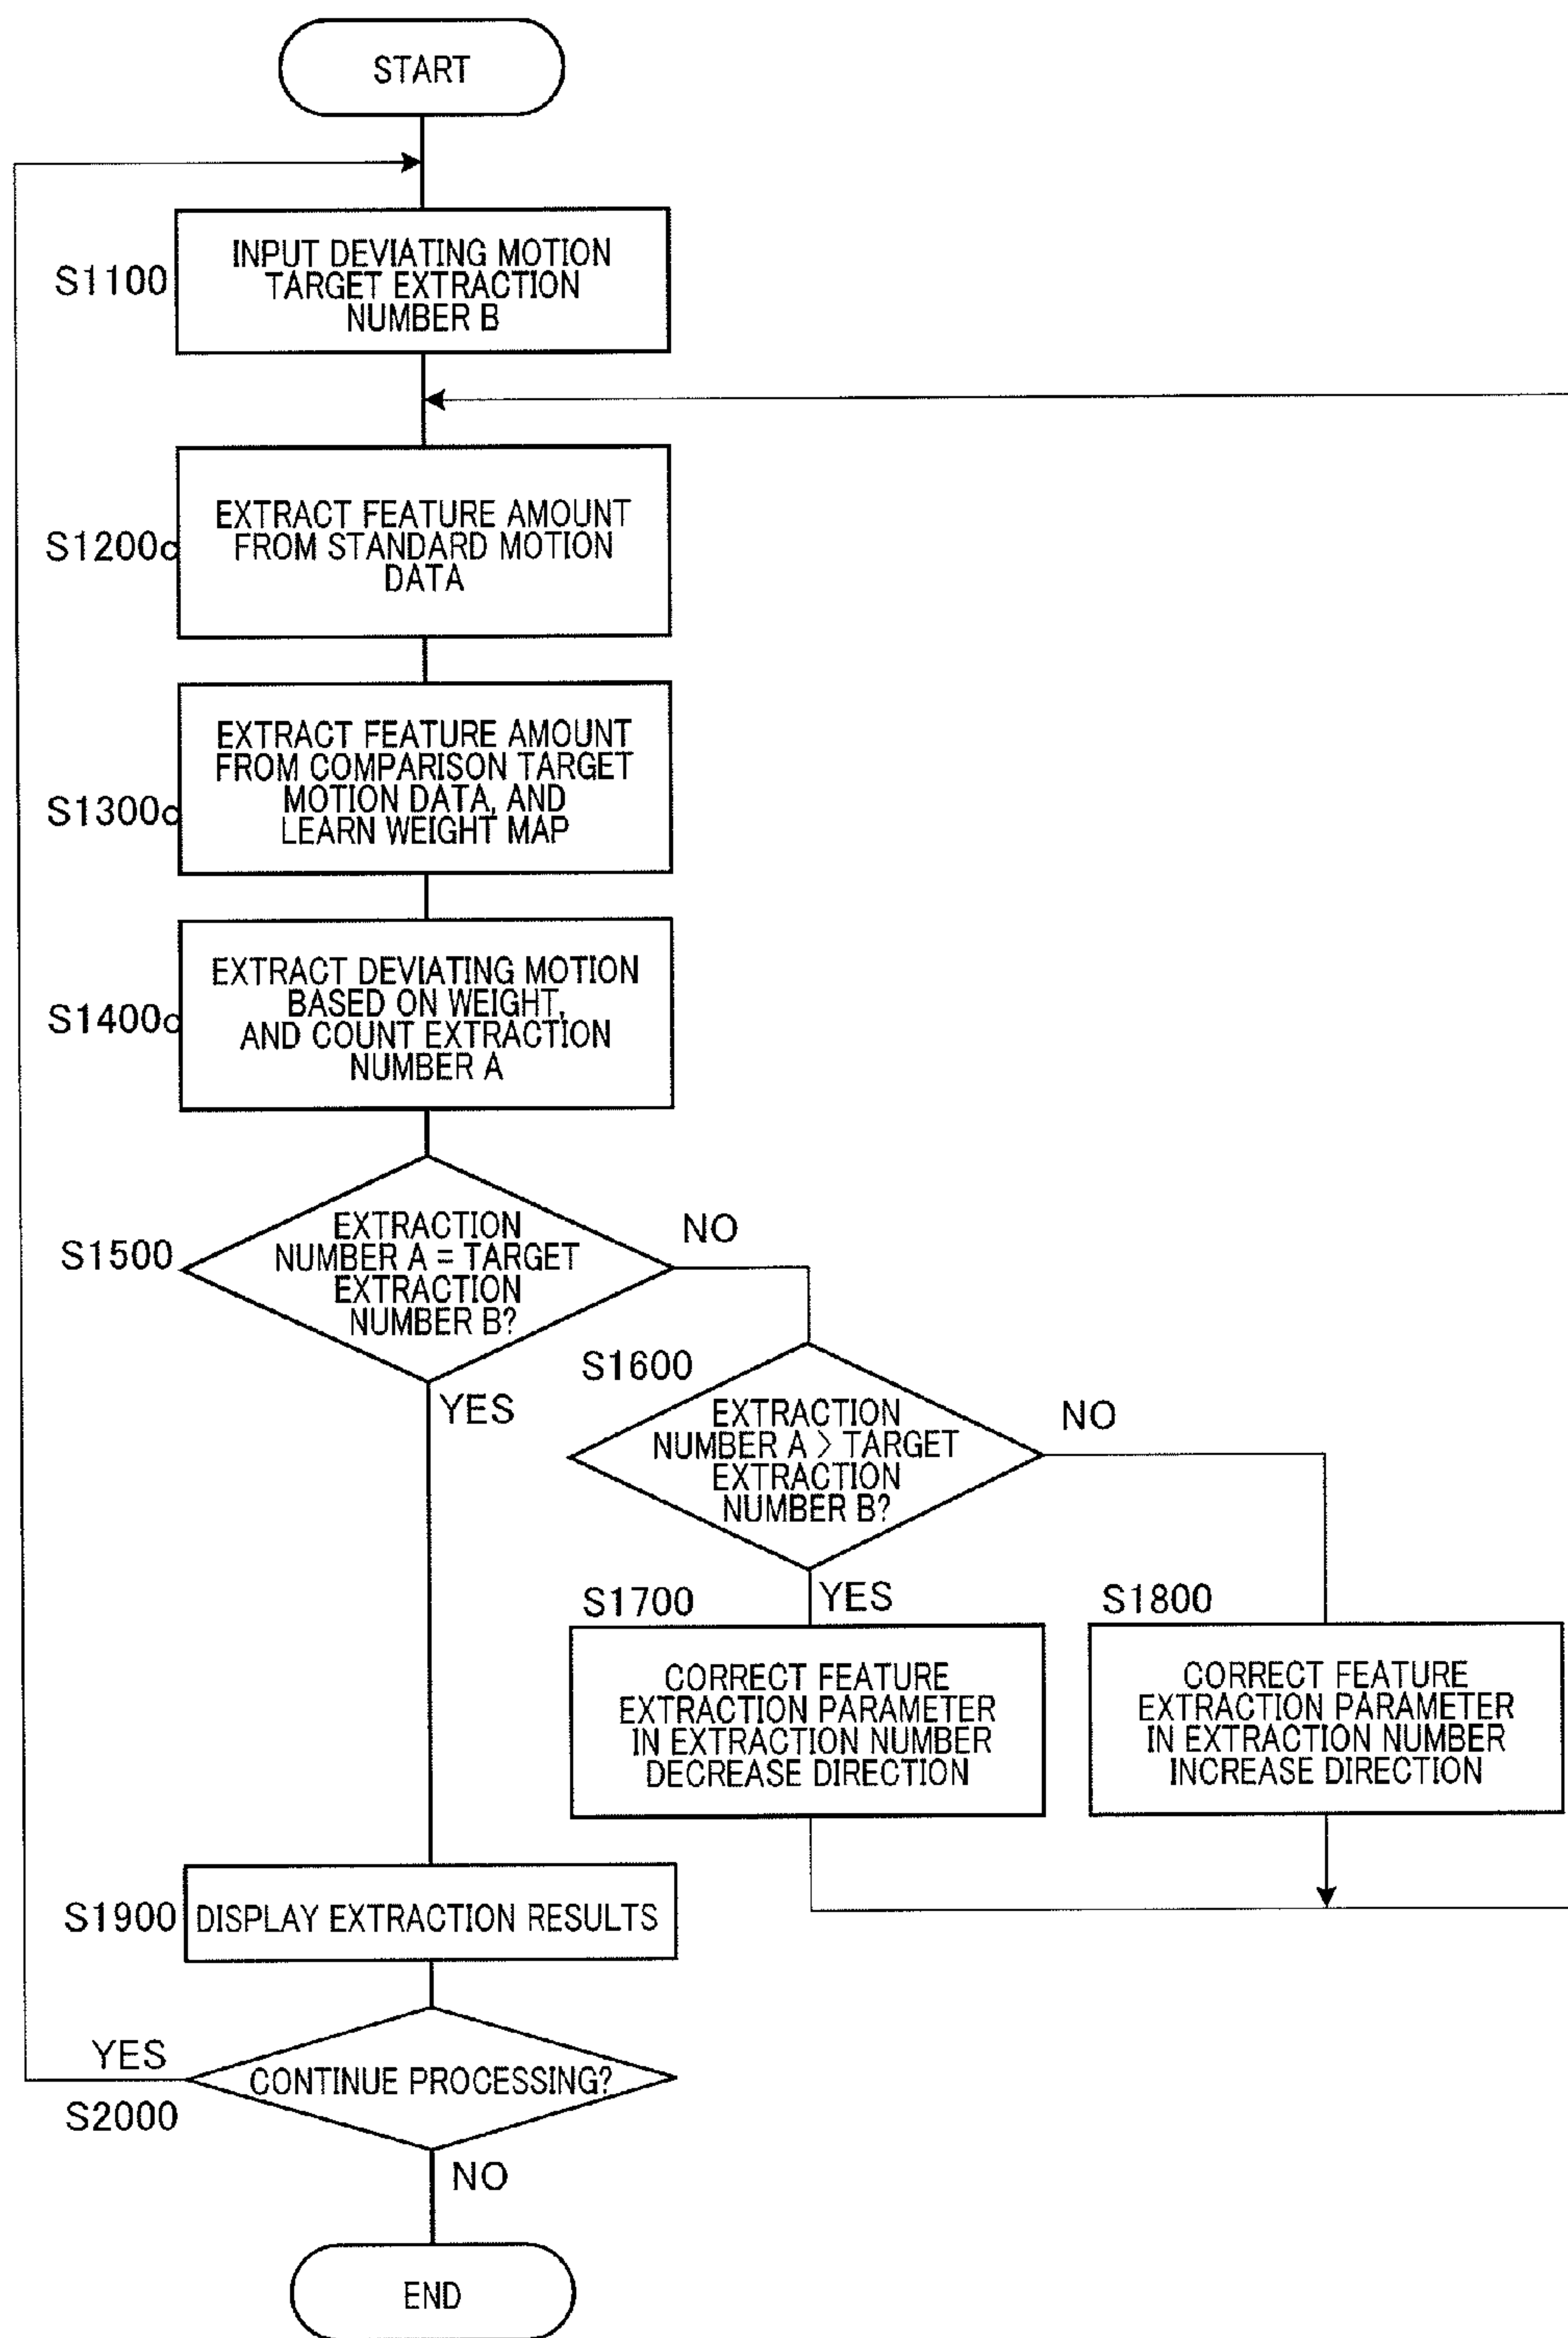 START
S1100
INPUT DEVIATING MOTION
TARGET EXTRACTION
NUMBER B
S1200c
EXTRACT FEATURE AMOUNT
FROM STANDARD MOTION
DATA
S1300c
EXTRACT FEATURE AMOUNT
FROM COMPARISON TARGET
MOTION DATA, AND
LEARN WEIGHT MAP
S1400c
EXTRACT DEVIATING MOTION
BASED ON WEIGHT,
AND COUNT EXTRACTION
NUMBER A
S1500
EXTRACTION
NUMBER A = TARGET
EXTRACTION
NUMBER B?
NO
YES
S1600
EXTRACTION
NUMBER A > TARGET
EXTRACTION
NUMBER B?
NO
YES
S1700
CORRECT FEATURE
EXTRACTION PARAMETER
IN EXTRACTION NUMBER
DECREASE DIRECTION
S1800
CORRECT FEATURE
EXTRACTION PARAMETER
IN EXTRACTION NUMBER
INCREASE DIRECTION
S1900
DISPLAY EXTRACTION RESULTS
YES
S2000
CONTINUE PROCESSING?
NO
END